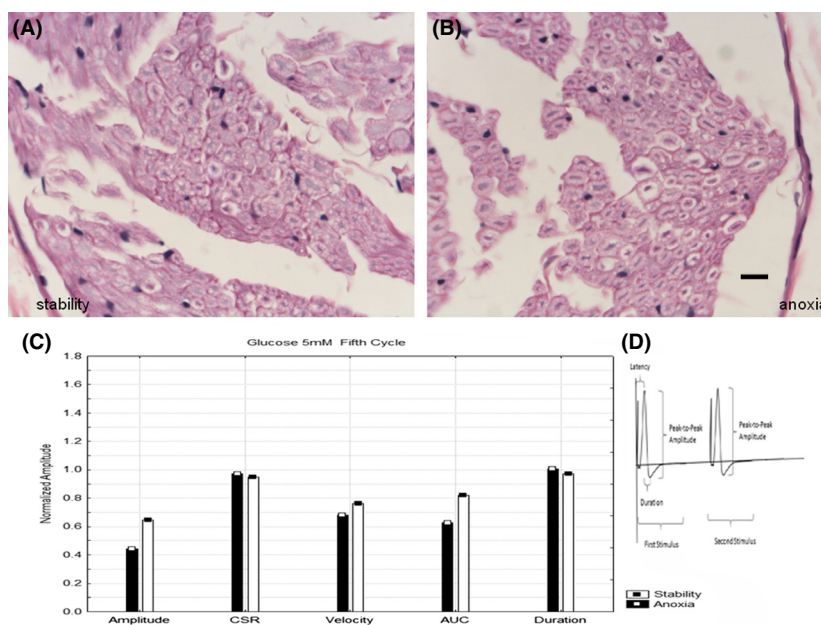 (A)
stability
(B)
anoxia
(C)
Glucose 5mM Fifth Cycle
Normalized Amplitude
1.8
1.6
1.4
1.2
1.0
0.8
0.6
0.4
0.2
0.0
Amplitude CSR Velocity AUC Duration
(D)
Latency
Peak-to-Peak
Amplitude
Peak-to-Peak
Amplitude
Duration
First Stimulus
Second Stimulus
Stability
Anoxia